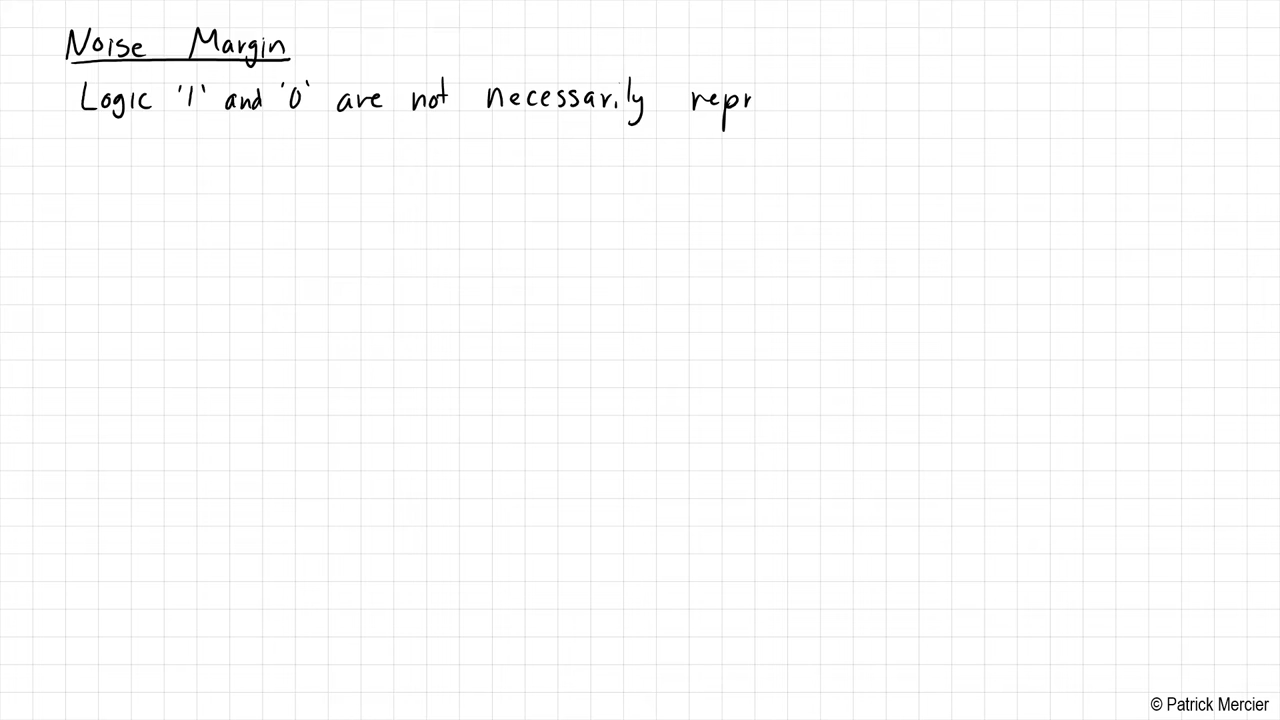 Noise Margin
Logic '1' and '0' are not necessarily repr
© Patrick Mercier